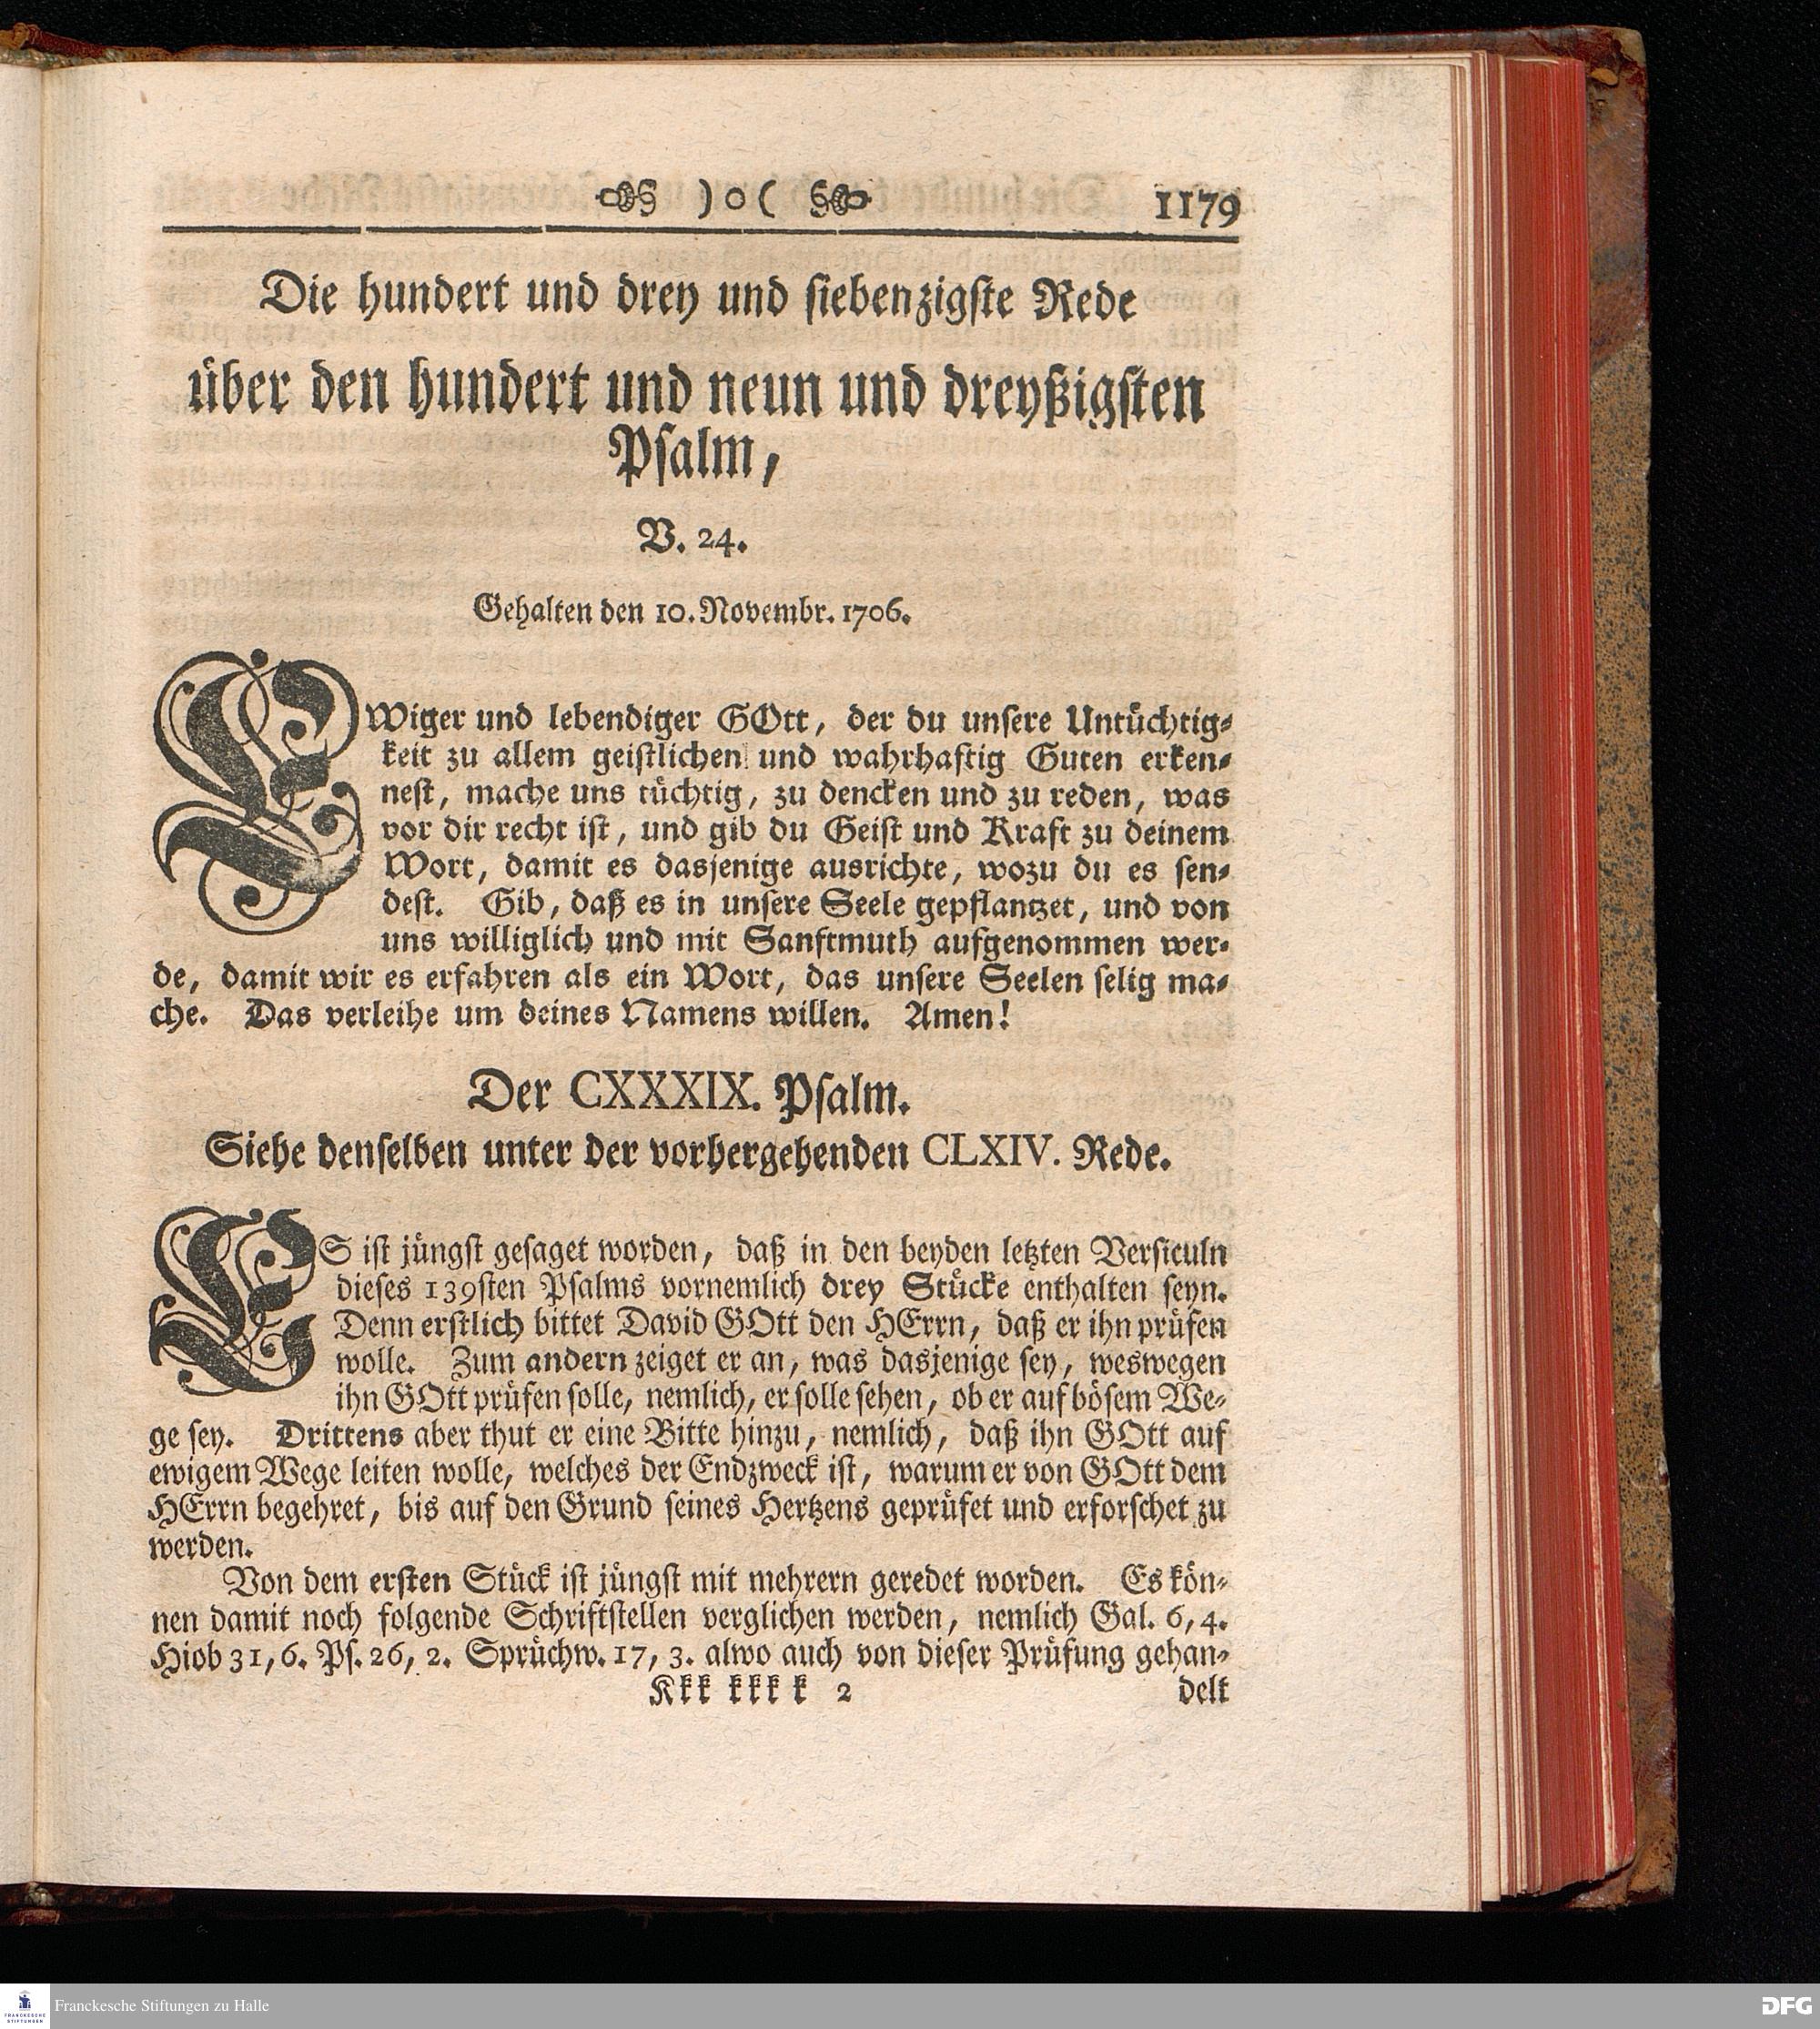 )o( 1179
Die hundert und drey und siebenzigste Rede
über den hundert und neun und dreyßigsten
Psalm,
V. 24.
Gehalten den 10. Novembr. 1706.
EWiger und lebendiger GOtt, der du unsere Untüchtig-
keit zu allem geistlichen und wahrhaftig Guten erken-
nest, mache uns tüchtig, zu dencken und zu reden, was
vor dir recht ist, und gib du Geist und Kraft zu deinem
Wort, damit es dasjenige ausrichte, wozu du es sen-
dest. Gib, daß es in unsere Seele gepflantzet, und von
uns williglich und mit Sanftmuth aufgenommen wer-
de, damit wir es erfahren als ein Wort, das unsere Seelen selig ma-
che. Das verleihe um deines Namens willen. Amen!
Der CXXXIX. Psalm.
Siehe denselben unter der vorhergehenden CLXIV. Rede.
ES ist jüngst gesaget worden, daß in den beyden letzten Versiculn
dieses 139sten Psalms vornemlich drey Stücke enthalten seyn.
Denn erstlich bittet David GOtt den HErrn, daß er ihn prüfen
wolle. Zum andern zeiget er an, was dasjenige sey, weswegen
ihn GOtt prüfen solle, nemlich, er solle sehen, ob er auf bösem We-
ge sey. Drittens aber thut er eine Bitte hinzu, nemlich, daß ihn GOtt auf
ewigem Wege leiten wolle, welches der Endzweck ist, warum er von GOtt dem
HErrn begehret, bis auf den Grund seines Hertzens geprüfet und erforschet zu
werden.
Von dem ersten Stück ist jüngst mit mehrern geredet worden. Es kön-
nen damit noch folgende Schriftstellen verglichen werden, nemlich Gal. 6, 4.
Hiob 31, 6. Ps. 26, 2. Sprüchw. 17, 3. alwo auch von dieser Prüfung gehan-
Kkk kkk k 2 delt
FRANCKESCHE
STIFTUNGEN
Franckesche Stiftungen zu Halle
DFG